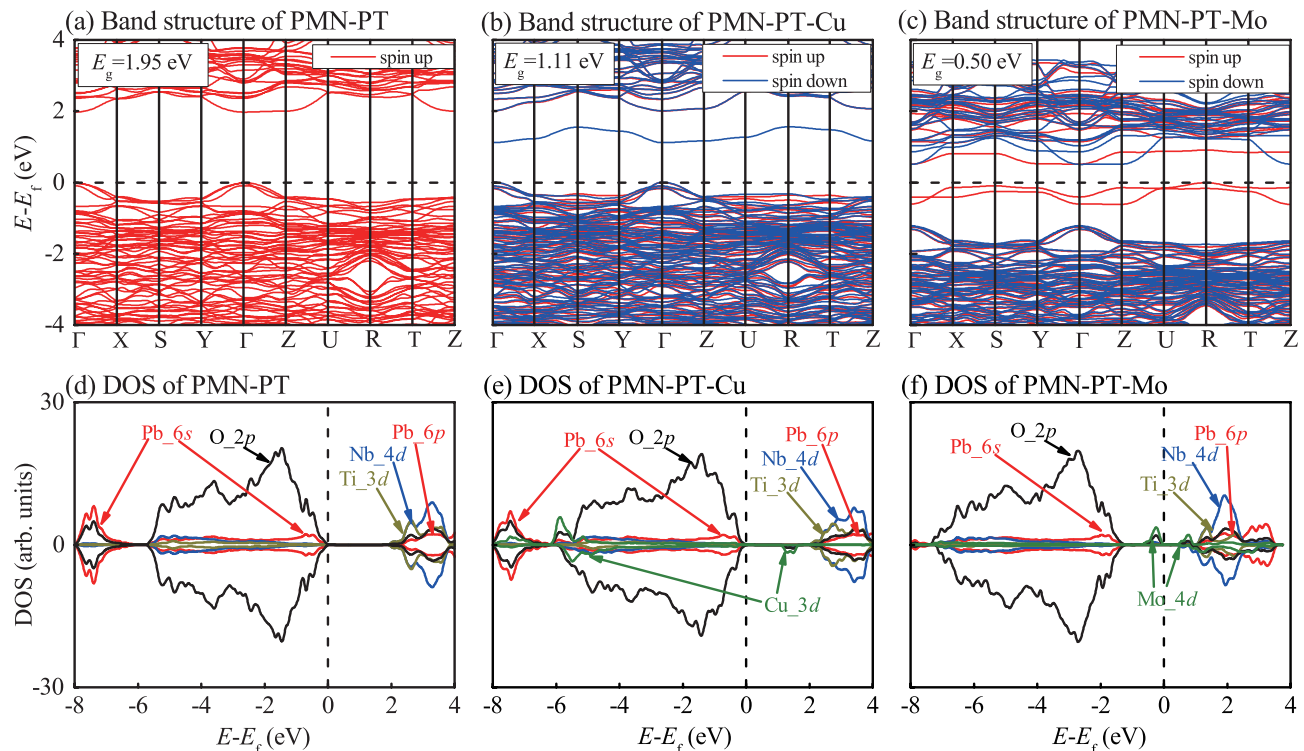 (a) Band structure of PMN-PT
(b) Band structure of PMN-PT-Cu
(c) Band structure of PMN-PT-Mo
E-Ef (eV)
4
2
0
-2
-4
Eg=1.95 eV
spin up
Eg=1.11 eV
spin up
spin down
Eg=0.50 eV
spin up
spin down
Γ X S Y Γ Z U R T Z
Γ X S Y Γ Z U R T Z
Γ X S Y Γ Z U R T Z
(d) DOS of PMN-PT
(e) DOS of PMN-PT-Cu
(f) DOS of PMN-PT-Mo
DOS (arb. units)
30
0
-30
Pb_6s
O_2p
Pb_6p
Nb_4d
Ti_3d
Pb_6s
O_2p
Pb_6p
Nb_4d
Ti_3d
Cu_3d
O_2p
Pb_6s
Pb_6p
Nb_4d
Ti_3d
Mo_4d
-8 -6 -4 -2 0 2 4
-8 -6 -4 -2 0 2 4
-8 -6 -4 -2 0 2 4
E-Ef (eV)
E-Ef (eV)
E-Ef (eV)